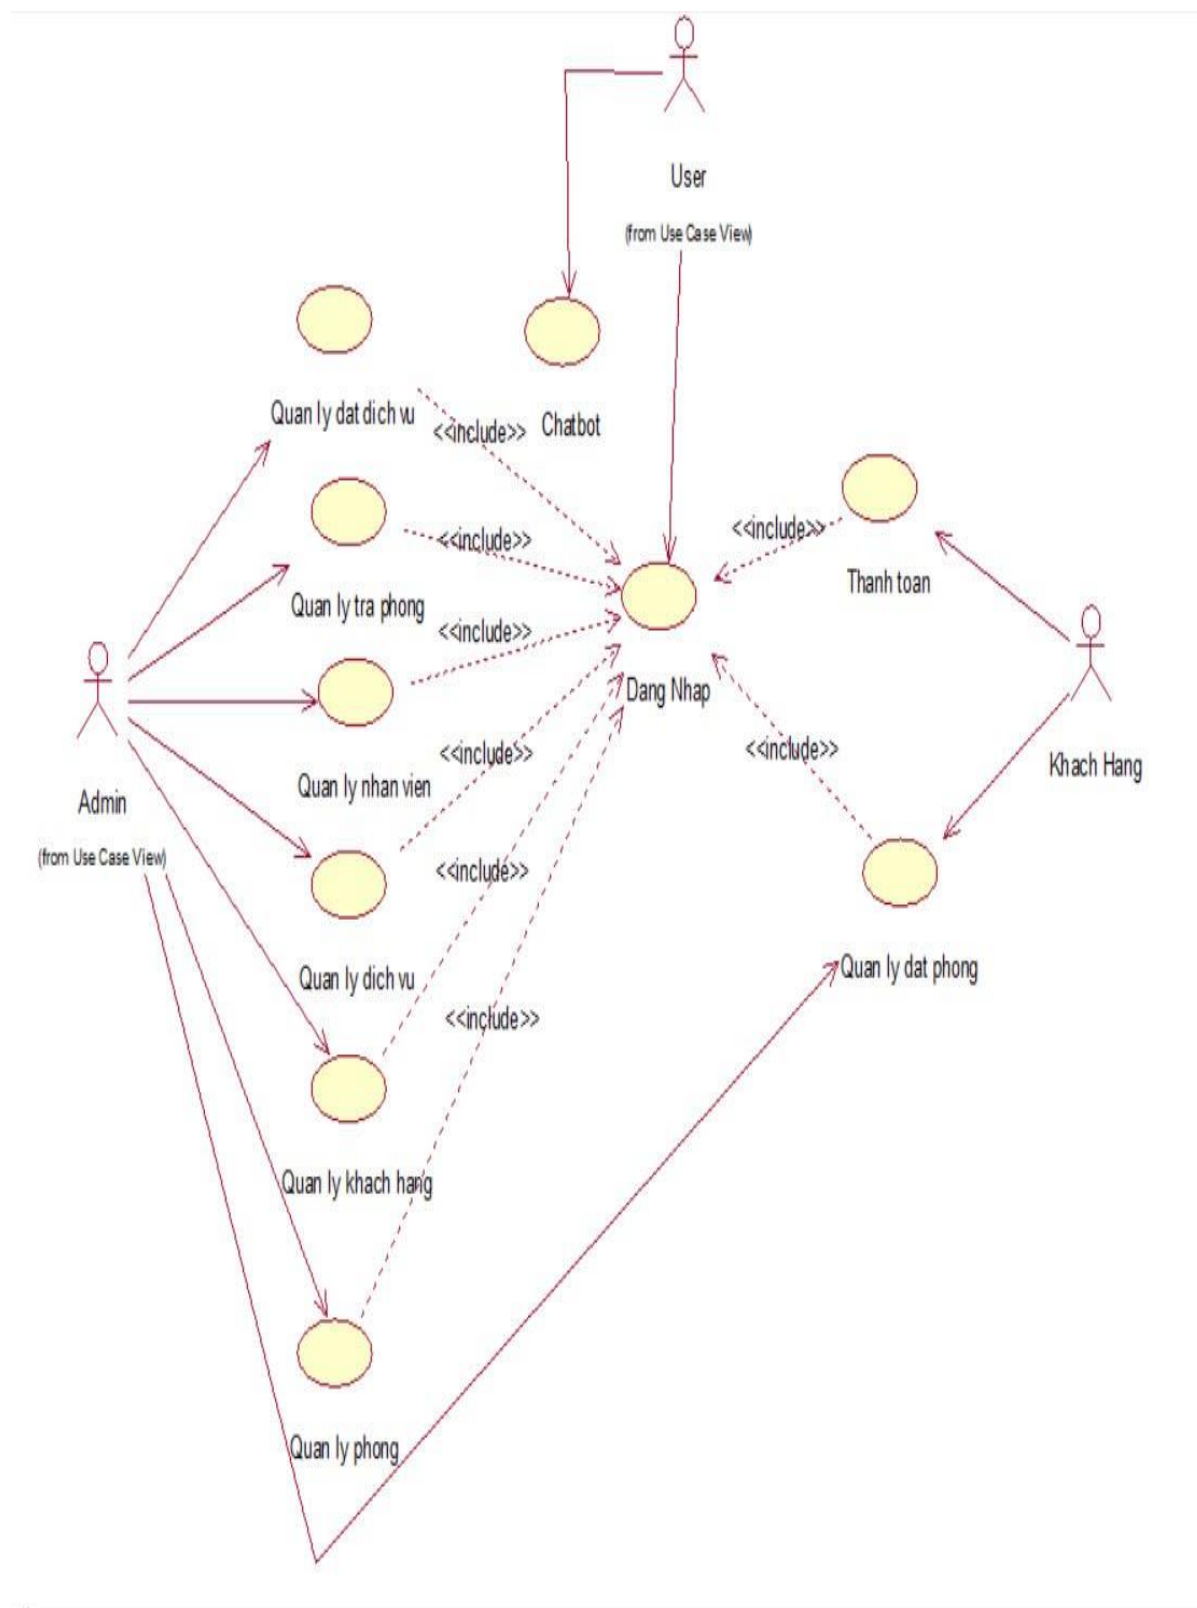 User
(from Use Case View)
Quan ly dat dich vu
<<include>>
Chatbot
<<include>>
<<include>>
Thanh toan
Quan ly tra phong
<<include>>
Dang Nhap
<<include>>
<<include>>
Khach Hang
Quan ly nhan vien
Admin
(from Use Case View)
<<include>>
Quan ly dat phong
Quan ly dich vu
<<include>>
Quan ly khach hang
Quan ly phong